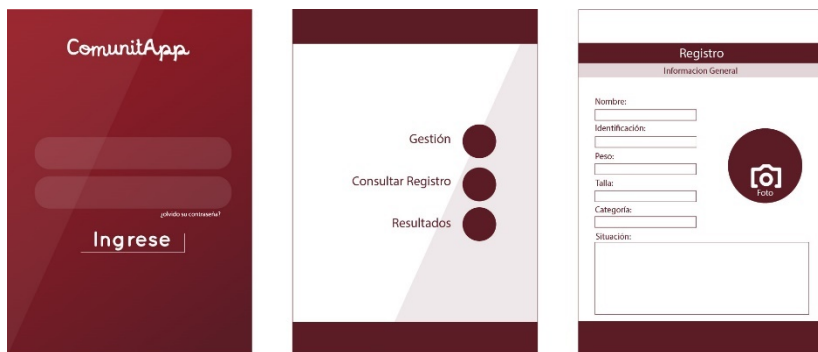 ComunitApp
¿olvido su contraseña?
Ingrese
Gestión
Consultar Registro
Resultados
Registro
Informacion General
Nombre:
Identificación:
Peso:
Talla:
Categoría:
Situación:
Foto